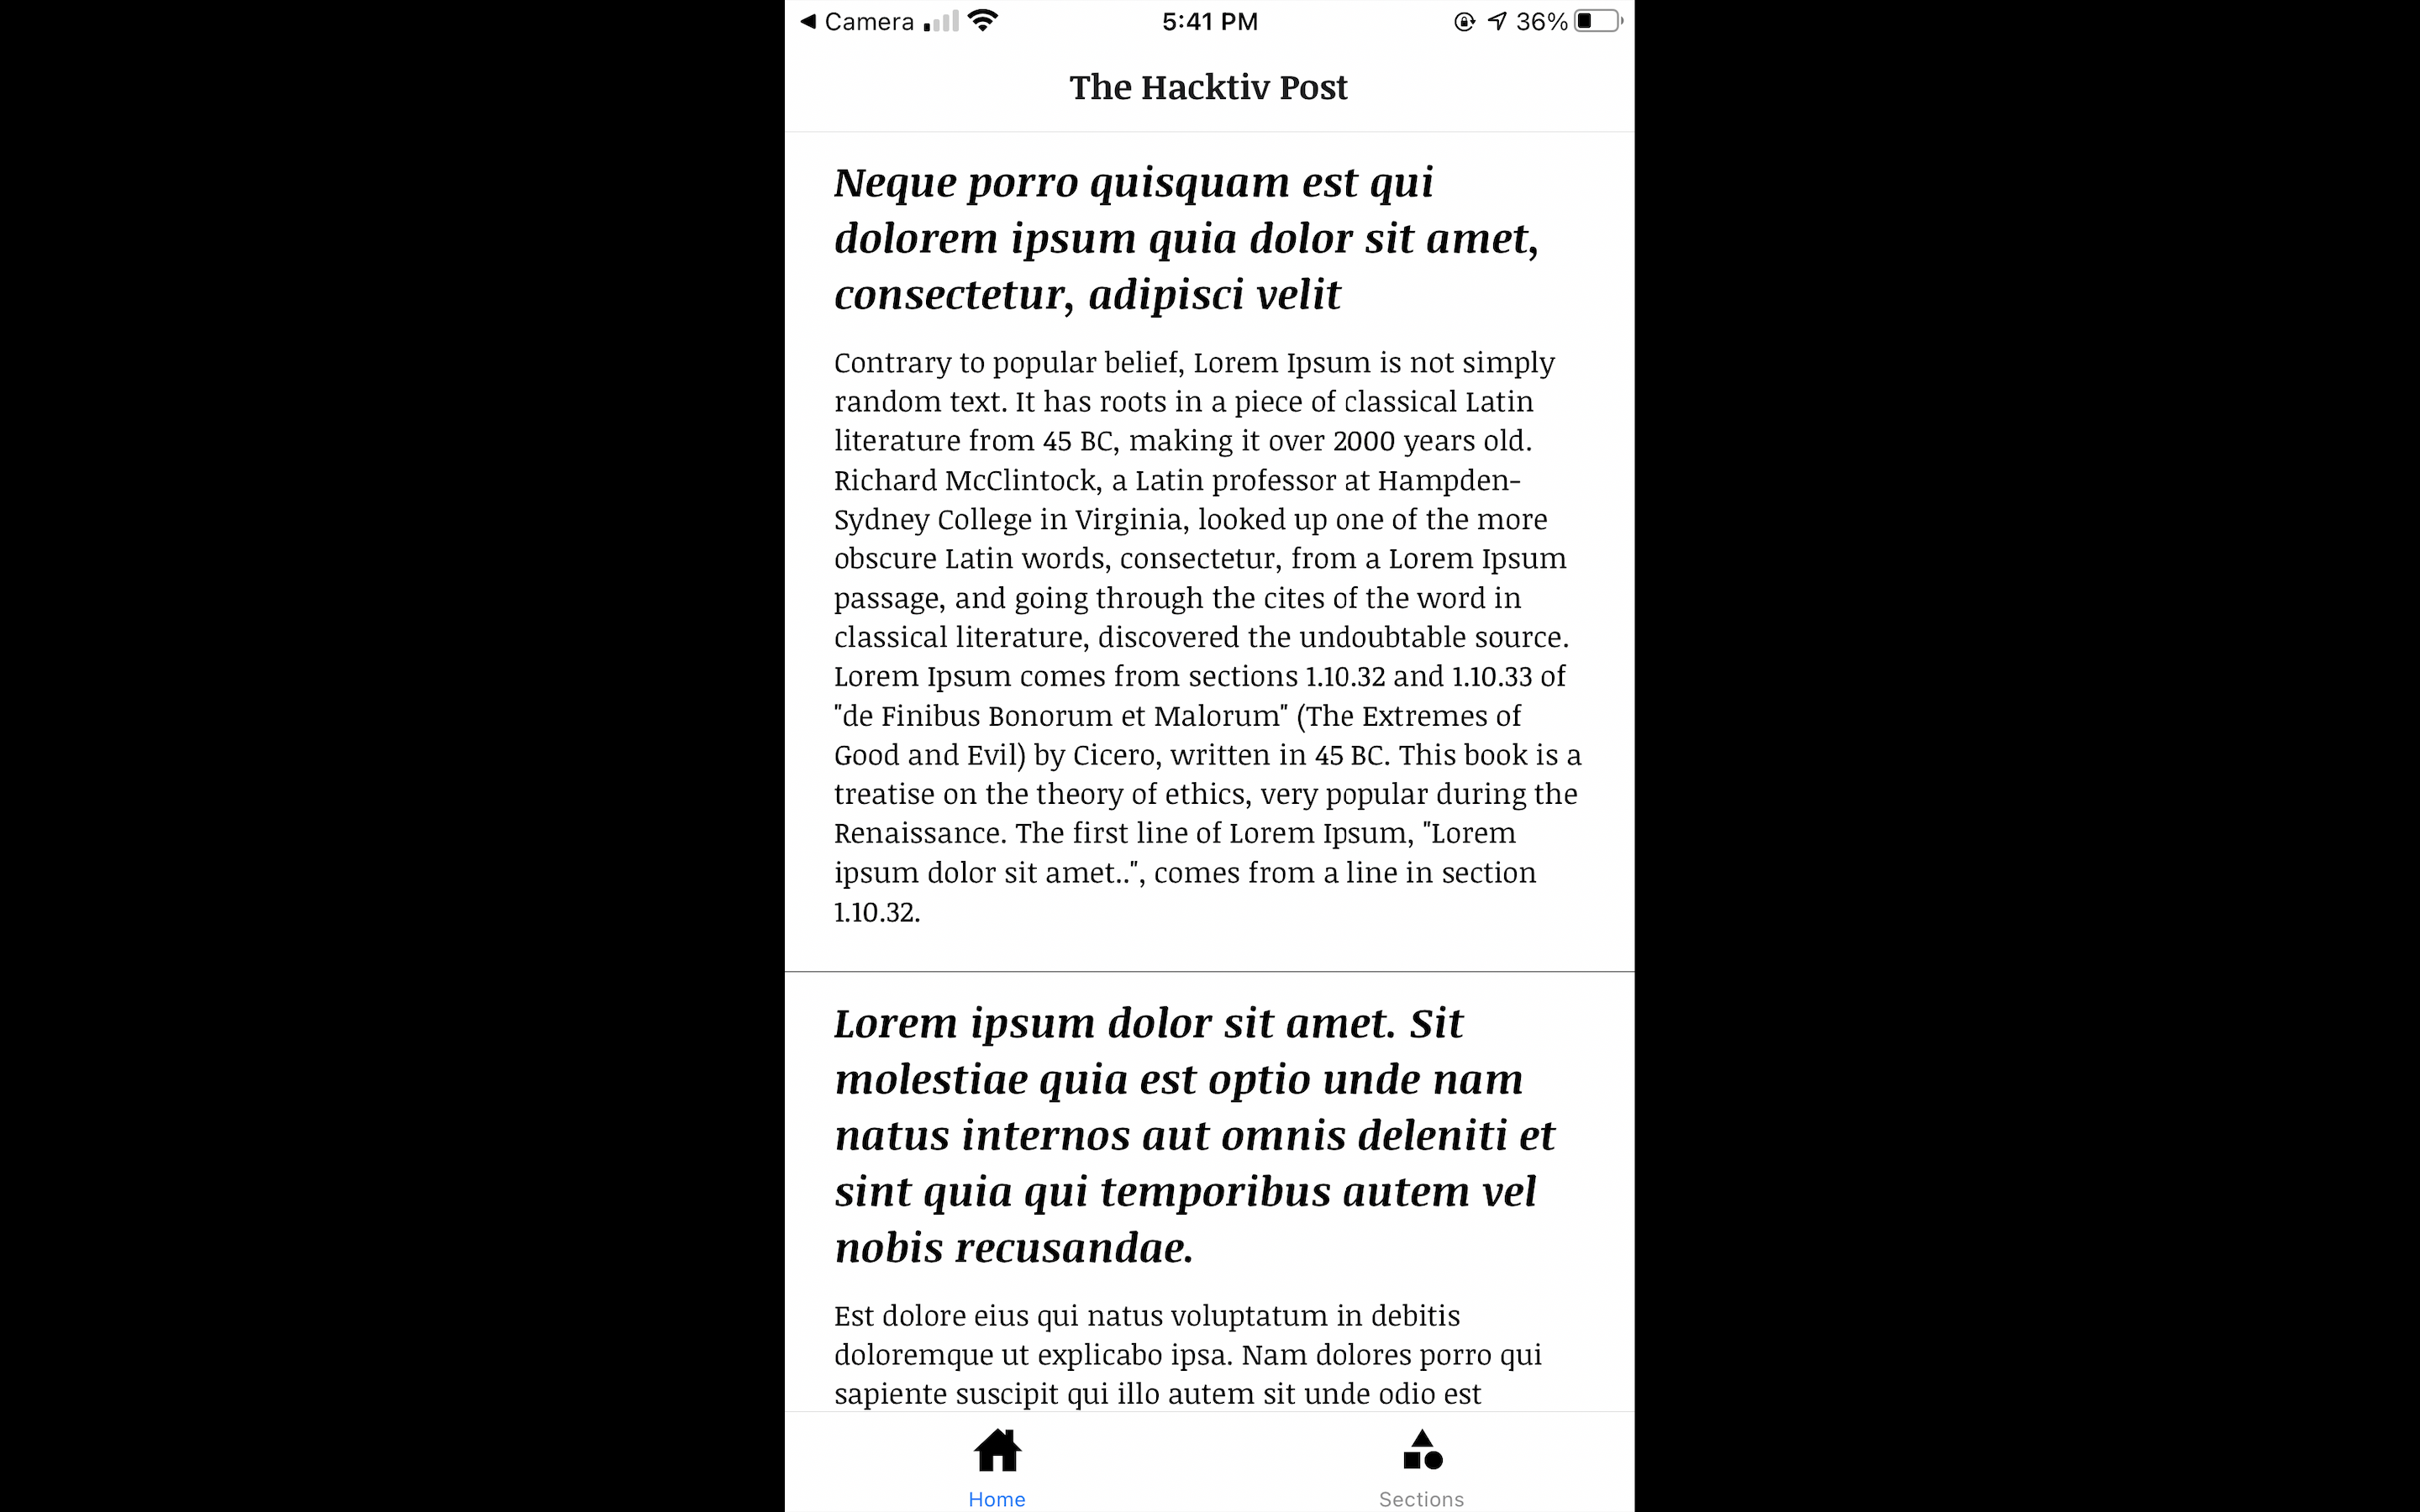 Camera
5:41 PM
36%
The Hacktiv Post
Neque porro quisquam est qui
dolorem ipsum quia dolor sit amet,
consectetur, adipisci velit
Contrary to popular belief, Lorem Ipsum is not simply
random text. It has roots in a piece of classical Latin
literature from 45 BC, making it over 2000 years old.
Richard McClintock, a Latin professor at Hampden-
Sydney College in Virginia, looked up one of the more
obscure Latin words, consectetur, from a Lorem Ipsum
passage, and going through the cites of the word in
classical literature, discovered the undoubtable source.
Lorem Ipsum comes from sections 1.10.32 and 1.10.33 of
"de Finibus Bonorum et Malorum" (The Extremes of
Good and Evil) by Cicero, written in 45 BC. This book is a
treatise on the theory of ethics, very popular during the
Renaissance. The first line of Lorem Ipsum, "Lorem
ipsum dolor sit amet..", comes from a line in section
1.10.32.
Lorem ipsum dolor sit amet. Sit
molestiae quia est optio unde nam
natus internos aut omnis deleniti et
sint quia qui temporibus autem vel
nobis recusandae.
Est dolore eius qui natus voluptatum in debitis
doloremque ut explicabo ipsa. Nam dolores porro qui
sapiente suscipit qui illo autem sit unde odio est
Home
Sections